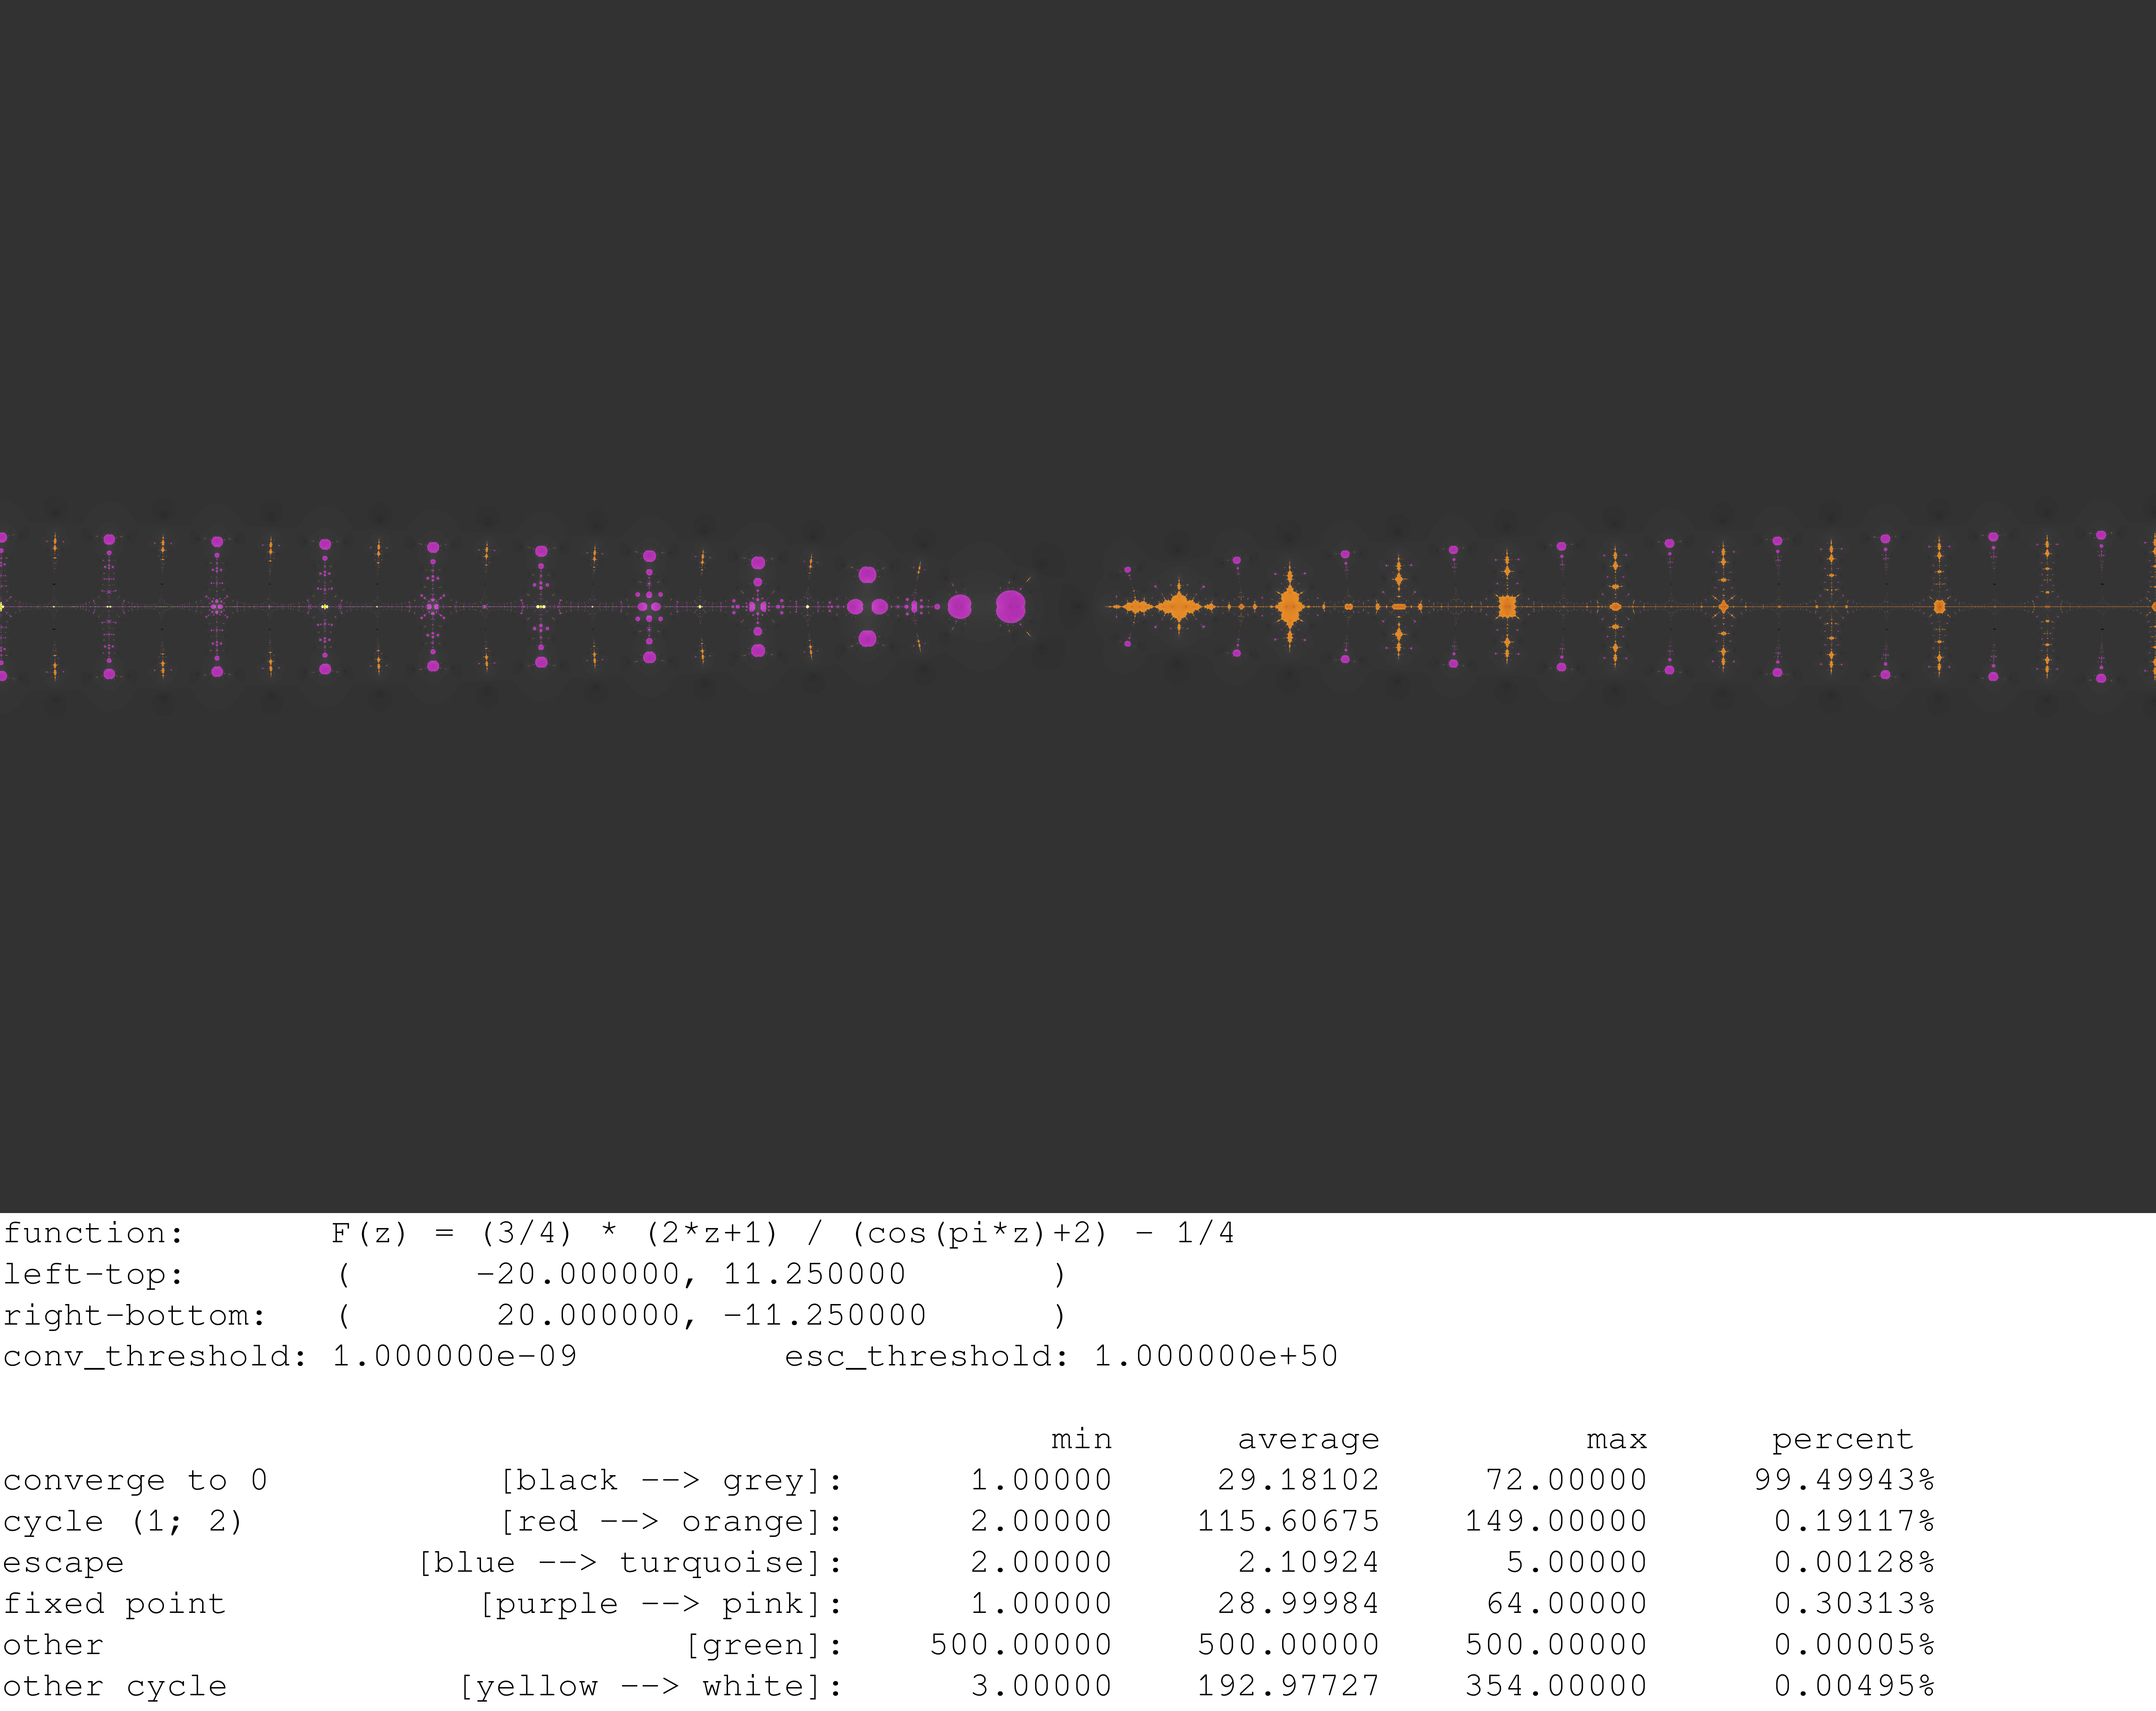 function: F(z) = (3/4) * (2*z+1) / (cos(pi*z)+2) - 1/4
left-top: ( -20.000000, 11.250000 )
right-bottom: ( 20.000000, -11.250000 )
conv_threshold: 1.000000e-09 esc_threshold: 1.000000e+50
min average max percent
converge to 0 [black --> grey]: 1.00000 29.18102 72.00000 99.49943%
cycle (1; 2) [red --> orange]: 2.00000 115.60675 149.00000 0.19117%
escape [blue --> turquoise]: 2.00000 2.10924 5.00000 0.00128%
fixed point [purple --> pink]: 1.00000 28.99984 64.00000 0.30313%
other [green]: 500.00000 500.00000 500.00000 0.00005%
other cycle [yellow --> white]: 3.00000 192.97727 354.00000 0.00495%